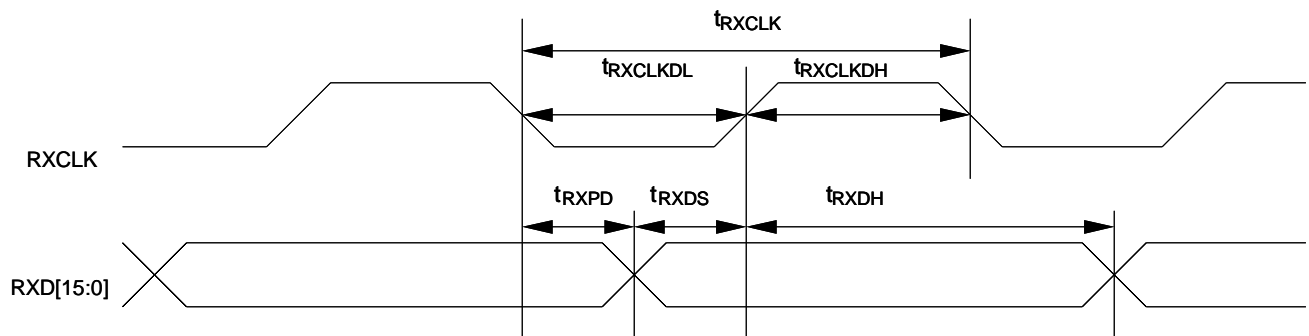 tRXCLK
tRXCLKDL tRXCLKDH
RXCLK
tRXPD tRXDS tRXDH
RXD[15:0]